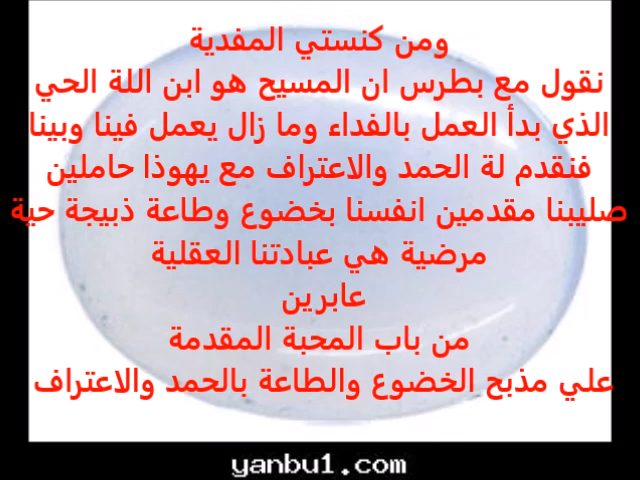 ومن كنستي المفدية
نقول مع بطرس ان المسيح هو ابن اللة الحي
الذي بدأ العمل بالفداء وما زال يعمل فينا وبينا
فنقدم لة الحمد والاعتراف مع يهوذا حاملين
صليبنا مقدمين انفسنا بخضوع وطاعة ذبيجة حية
مرضية هي عبادتنا العقلية
عابرين
من باب المحبة المقدمة
علي مذبح الخضوع والطاعة بالحمد والاعتراف
yanbu1.com